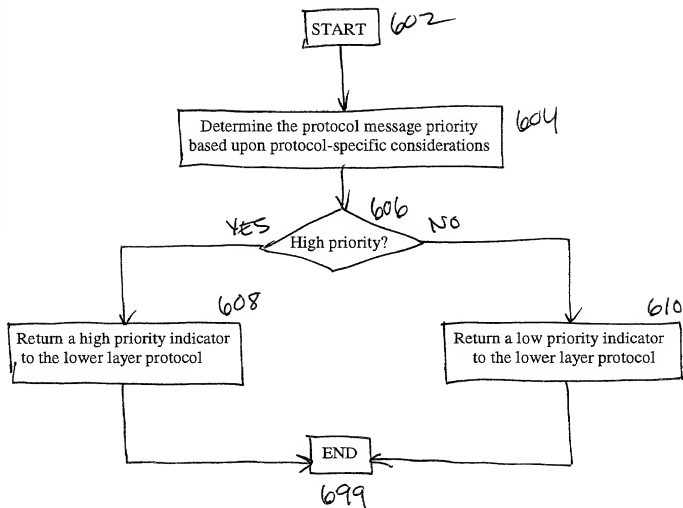 START 602
Determine the protocol message priority
based upon protocol-specific considerations
604
606
YES
NO
High priority?
608
610
Return a high priority indicator
to the lower layer protocol
Return a low priority indicator
to the lower layer protocol
END
699